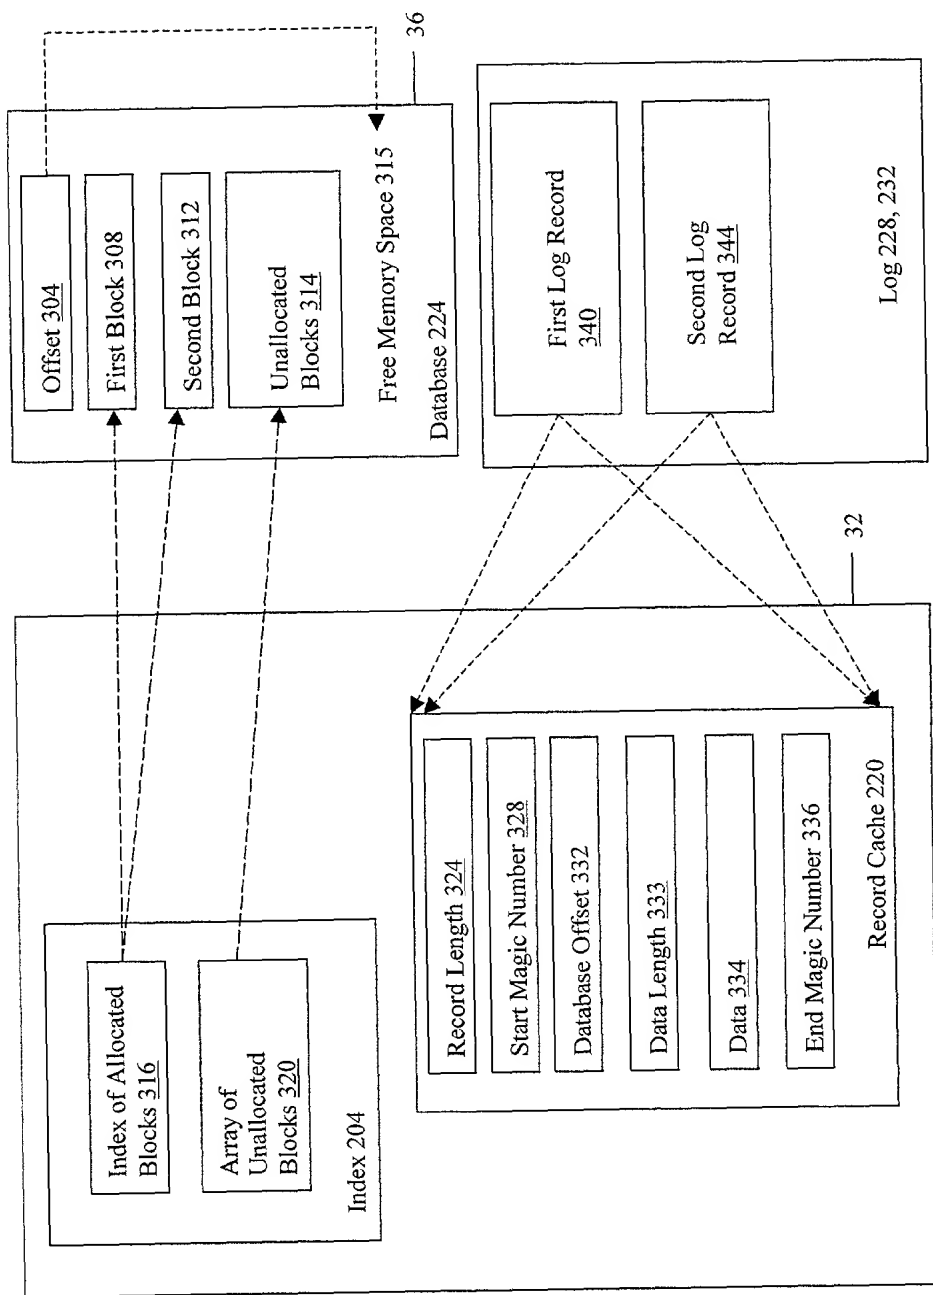 32
Index of Allocated
Blocks 316
Array of
Unallocated
Blocks 320
Index 204
Record Length 324
Start Magic Number 328
Database Offset 332
Data Length 333
Data 334
End Magic Number 336
Record Cache 220
36
Offset 304
First Block 308
Second Block 312
Unallocated
Blocks 314
Free Memory Space 315
Database 224
First Log Record
340
Second Log
Record 344
Log 228, 232